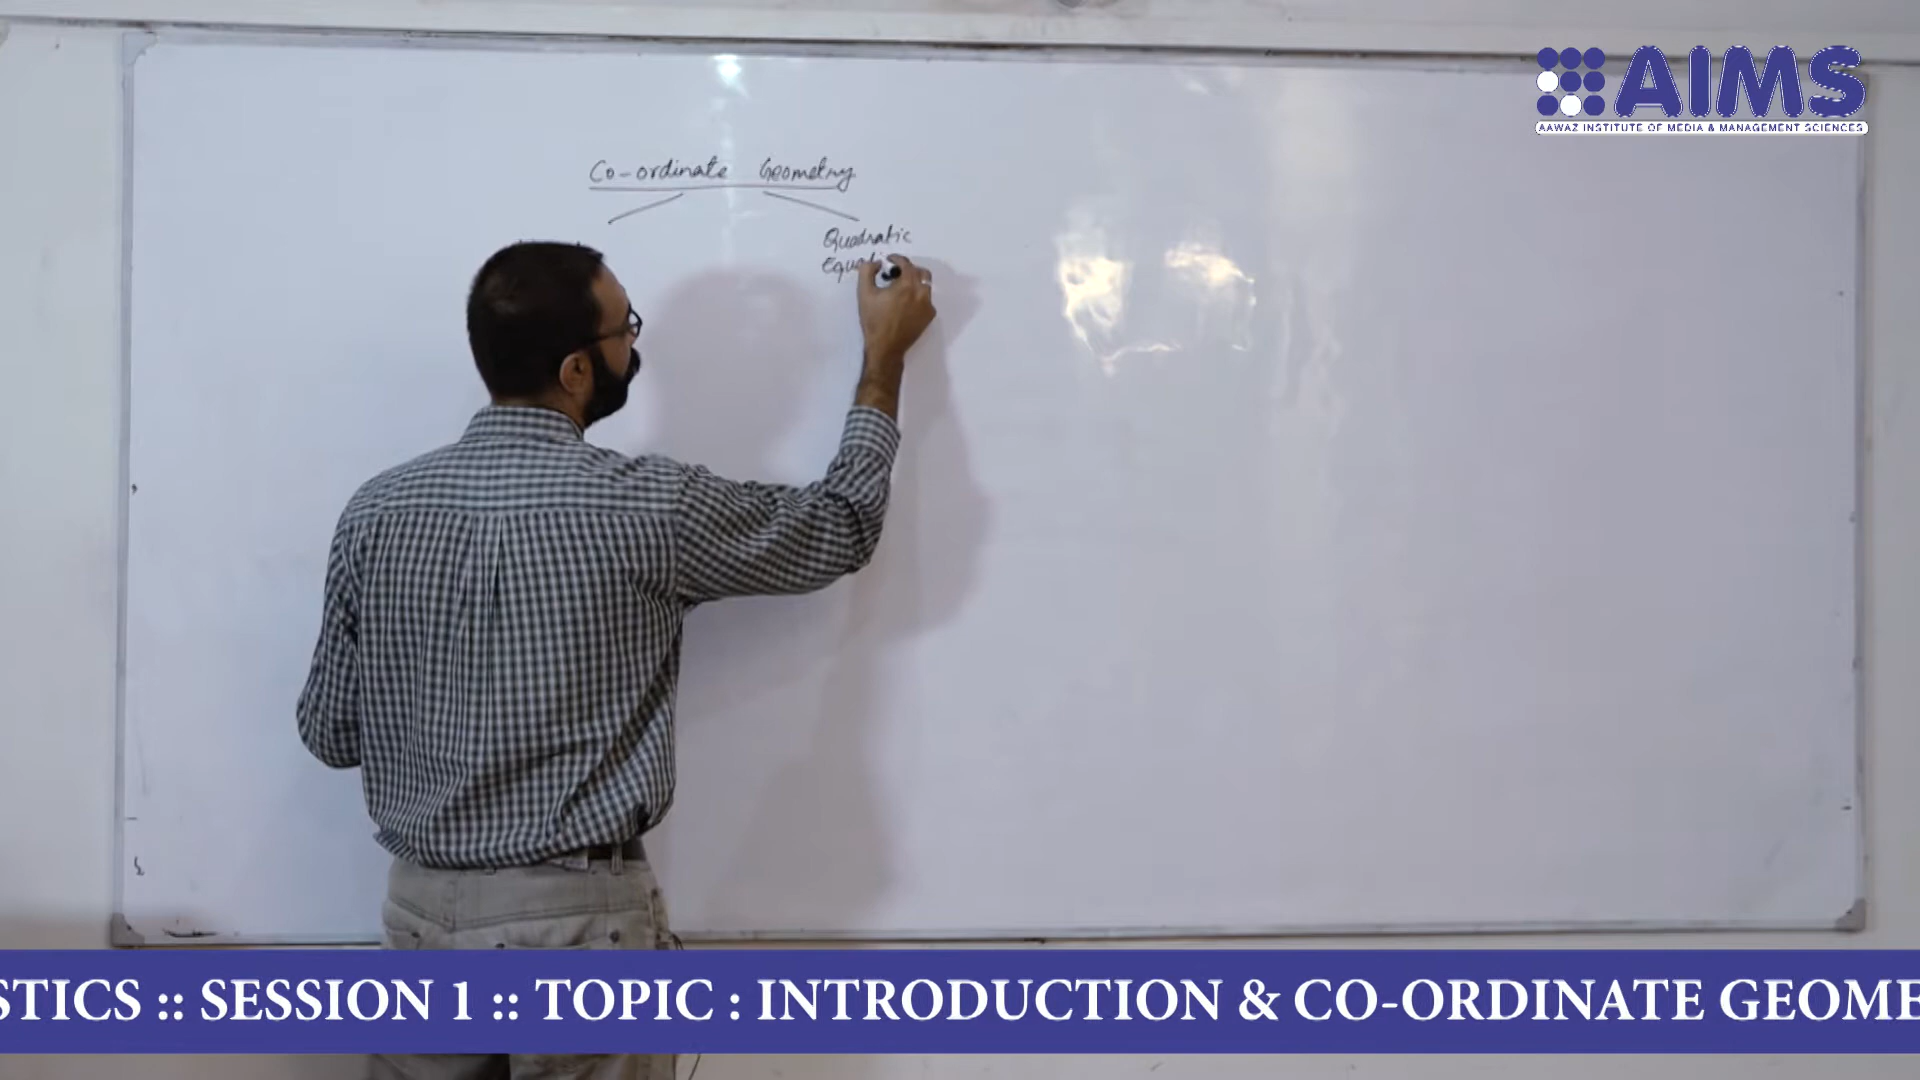 AIMS
AAWAZ INSTITUTE OF MEDIA & MANAGEMENT SCIENCES
Co-ordinate Geometry
Quadratic
STICS :: SESSION 1 :: TOPIC : INTRODUCTION & CO-ORDINATE GEOME